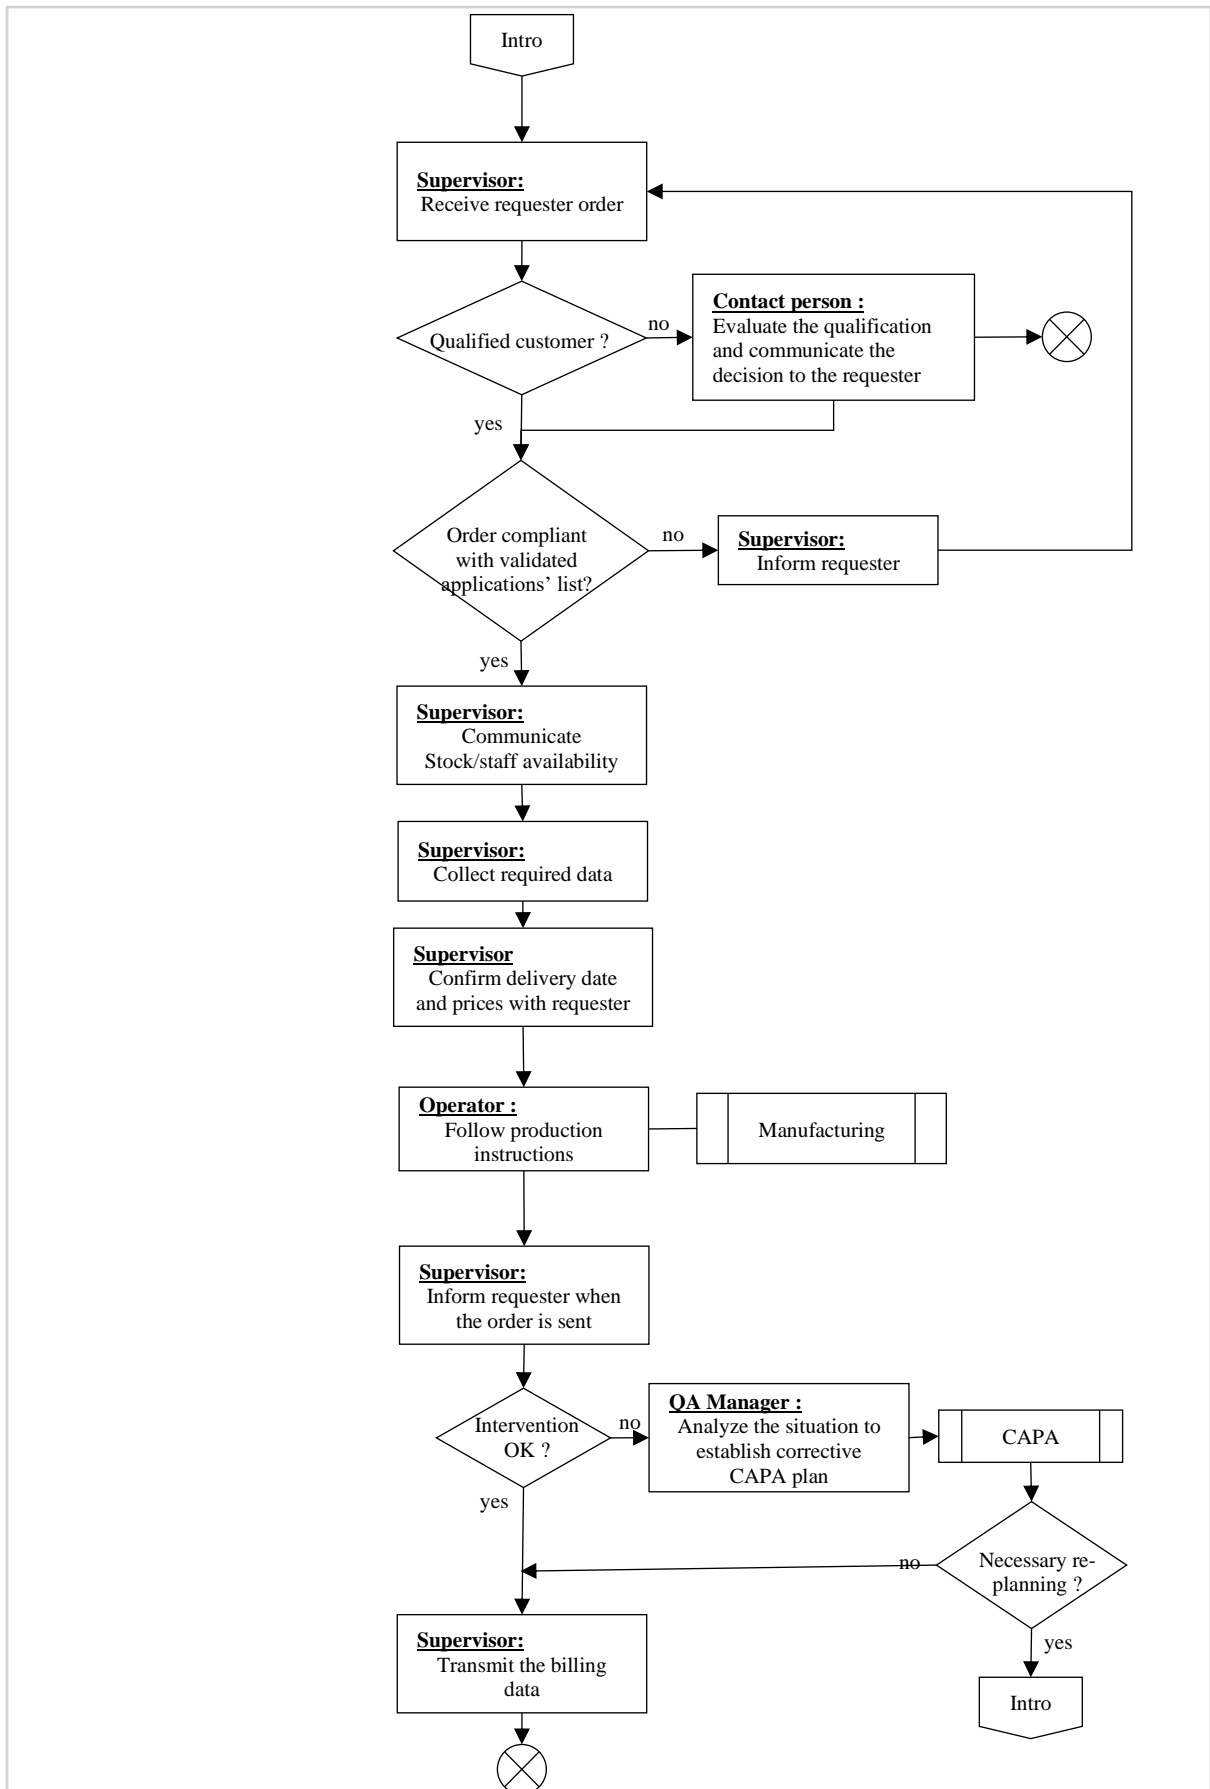 Intro
Supervisor:
Receive requester order
Qualified customer ?
no
Contact person :
Evaluate the qualification
and communicate the
decision to the requester
yes
Order compliant
with validated
applications’ list?
no
Supervisor:
Inform requester
yes
Supervisor:
Communicate
Stock/staff availability
Supervisor:
Collect required data
Supervisor
Confirm delivery date
and prices with requester
Operator :
Follow production
instructions
Manufacturing
Supervisor:
Inform requester when
the order is sent
Intervention
OK ?
no
QA Manager :
Analyze the situation to
establish corrective
CAPA plan
CAPA
yes
Necessary re-
planning ?
no
yes
Supervisor:
Transmit the billing
data
Intro